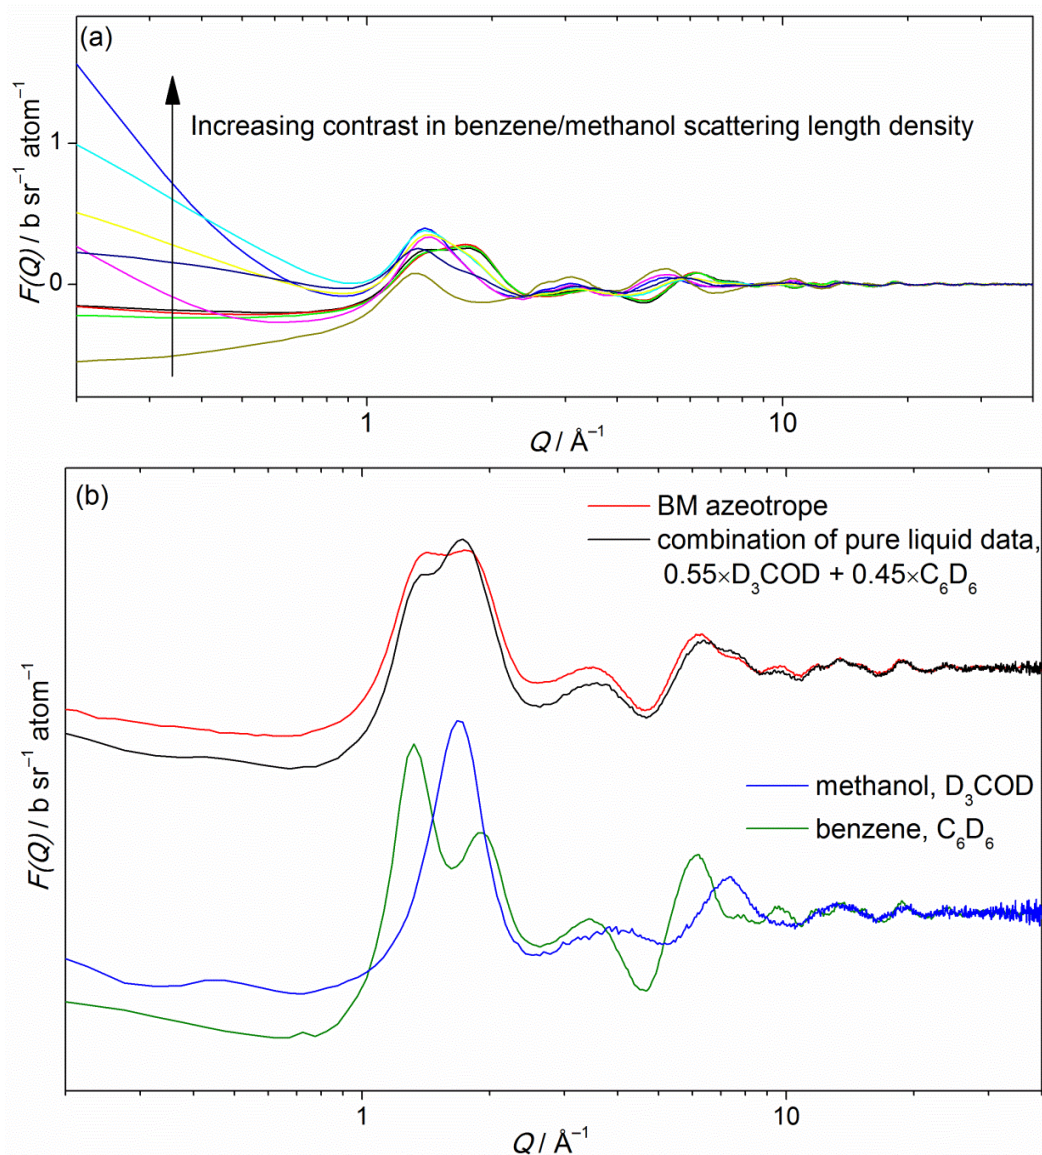 (a)
Increasing contrast in benzene/methanol scattering length density
1
0
F(Q) / b sr⁻¹ atom⁻¹
1
10
Q / Å⁻¹
(b)
BM azeotrope
combination of pure liquid data,
0.55×D₃COD + 0.45×C₆D₆
methanol, D₃COD
benzene, C₆D₆
F(Q) / b sr⁻¹ atom⁻¹
1
10
Q / Å⁻¹